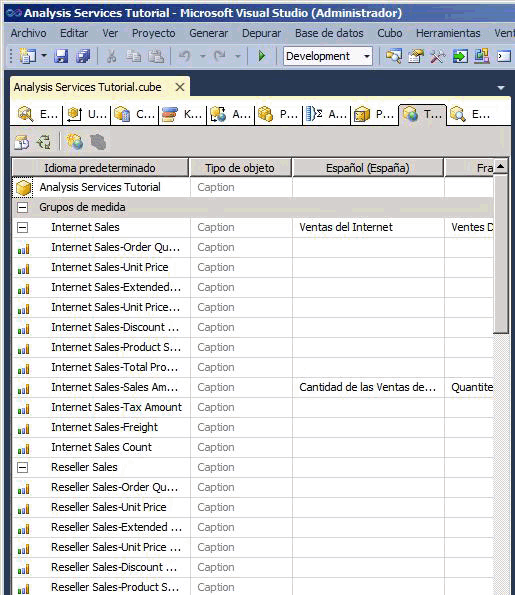 Analysis Services Tutorial - Microsoft Visual Studio (Administrador)
Archivo Editar Ver Proyecto Generar Depurar Base de datos Cubo Herramientas Vent
Development
Analysis Services Tutorial.cube
E... U... C... K... A... P... A... P... T... E...
Idioma predeterminado Tipo de objeto Español (España) Fra
Analysis Services Tutorial Caption
Grupos de medida
Internet Sales Caption Ventas del Internet Ventes D
Internet Sales-Order Qu... Caption
Internet Sales-Unit Price Caption
Internet Sales-Extended... Caption
Internet Sales-Unit Price... Caption
Internet Sales-Discount ... Caption
Internet Sales-Product S... Caption
Internet Sales-Total Pro... Caption
Internet Sales-Sales Am... Caption Cantidad de las Ventas de... Quantite
Internet Sales-Tax Amount Caption
Internet Sales-Freight Caption
Internet Sales Count Caption
Reseller Sales Caption
Reseller Sales-Order Qu... Caption
Reseller Sales-Unit Price Caption
Reseller Sales-Extended ... Caption
Reseller Sales-Unit Price ... Caption
Reseller Sales-Discount ... Caption
Reseller Sales-Product S... Caption